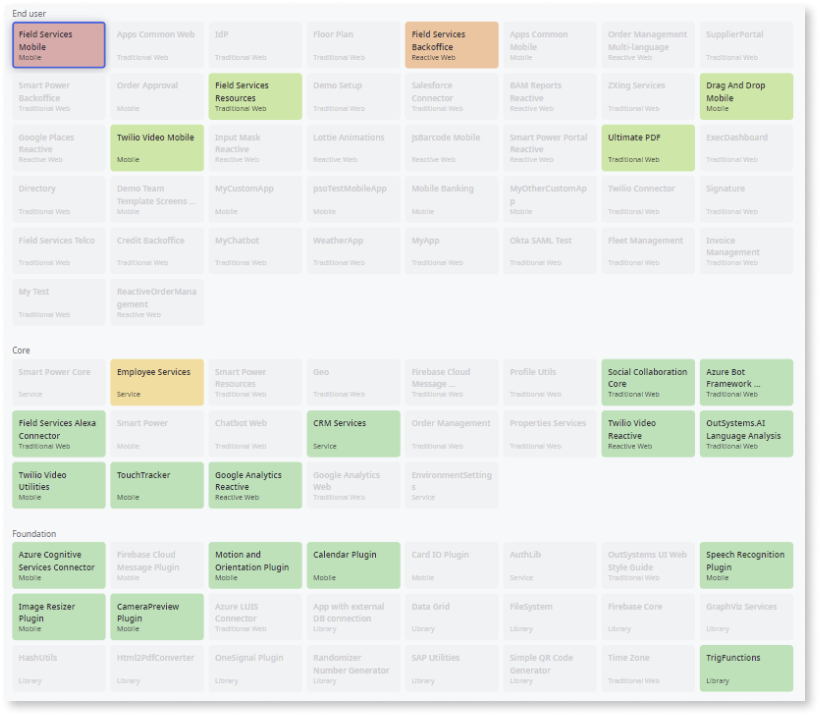 End user
Field Services
Mobile
Mobile
Apps Common Web
Traditional Web
IdP
Traditional Web
Floor Plan
Traditional Web
Field Services
Backoffice
Reactive Web
Apps Common
Mobile
Mobile
Order Management
Multi-language
Reactive Web
SupplierPortal
Traditional Web
Smart Power
Backoffice
Traditional Web
Order Approval
Mobile
Field Services
Resources
Traditional Web
Demo Setup
Traditional Web
Salesforce
Connector
Traditional Web
BAM Reports
Reactive
Reactive Web
ZXing Services
Traditional Web
Drag And Drop
Mobile
Mobile
Google Places
Reactive
Reactive Web
Twilio Video Mobile
Mobile
Input Mask
Reactive
Reactive Web
Lottie Animations
Reactive Web
JsBarcode Mobile
Reactive Web
Smart Power Portal
Reactive
Reactive Web
Ultimate PDF
Traditional Web
ExecDashboard
Traditional Web
Directory
Traditional Web
Demo Team
Template Screens ...
Mobile
MyCustomApp
Mobile
psoTestMobileApp
Mobile
Mobile Banking
Mobile
MyOtherCustomAp
p
Mobile
Twilio Connector
Traditional Web
Signature
Traditional Web
Field Services Telco
Traditional Web
Credit Backoffice
Traditional Web
MyChatbot
Traditional Web
WeatherApp
Traditional Web
MyApp
Traditional Web
Okta SAML Test
Traditional Web
Fleet Management
Traditional Web
Invoice
Management
Traditional Web
My Test
Traditional Web
ReactiveOrderMana
gement
Reactive Web
Core
Smart Power Core
Service
Employee Services
Service
Smart Power
Resources
Traditional Web
Geo
Traditional Web
Firebase Cloud
Message ...
Traditional Web
Profile Utils
Traditional Web
Social Collaboration
Core
Traditional Web
Azure Bot
Framework ...
Traditional Web
Field Services Alexa
Connector
Traditional Web
Smart Power
Mobile
Chatbot Web
Traditional Web
CRM Services
Service
Order Management
Traditional Web
Properties Services
Traditional Web
Twilio Video
Reactive
Reactive Web
OutSystems.AI
Language Analysis
Traditional Web
Twilio Video
Utilities
Mobile
TouchTracker
Mobile
Google Analytics
Reactive
Reactive Web
Google Analytics
Web
Traditional Web
EnvironmentSetting
s
Service
Foundation
Azure Cognitive
Services Connector
Mobile
Firebase Cloud
Message Plugin
Mobile
Motion and
Orientation Plugin
Mobile
Calendar Plugin
Mobile
Card IO Plugin
Mobile
AuthLib
Service
OutSystems UI Web
Style Guide
Traditional Web
Speech Recognition
Plugin
Mobile
Image Resizer
Plugin
Mobile
CameraPreview
Plugin
Mobile
Azure LUIS
Connector
Traditional Web
App with external
DB connection
Library
Data Grid
Library
FileSystem
Library
Firebase Core
Library
GraphViz Services
Library
HashUtils
Library
Html2PdfConverter
Library
OneSignal Plugin
Library
Randomizer
Number Generator
Library
SAP Utilities
Library
Simple QR Code
Generator
Library
Time Zone
Traditional Web
TrigFunctions
Library